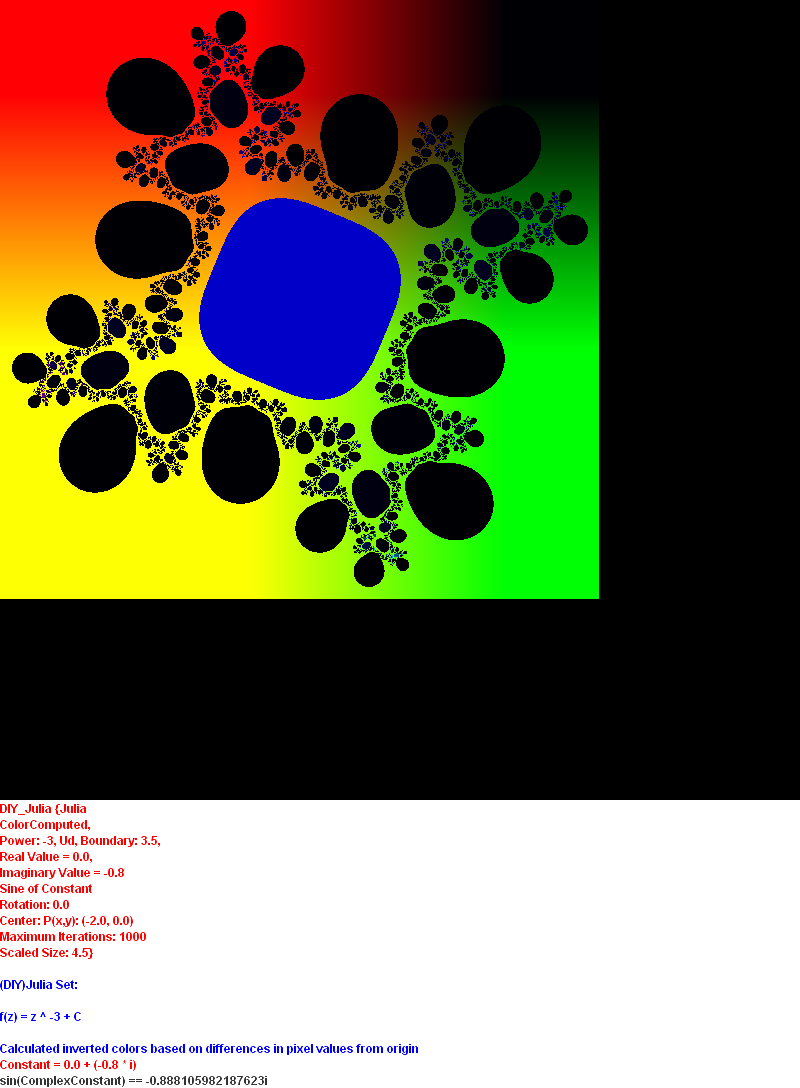 DIY_Julia {Julia
ColorComputed,
Power: -3, Ud, Boundary: 3.5,
Real Value = 0.0,
Imaginary Value = -0.8
Sine of Constant
Rotation: 0.0
Center: P(x,y): (-2.0, 0.0)
Maximum Iterations: 1000
Scaled Size: 4.5}
(DIY)Julia Set:
f(z) = z ^ -3 + C
Calculated inverted colors based on differences in pixel values from origin
Constant = 0.0 + (-0.8 * i)
sin(ComplexConstant) == -0.888105982187623i